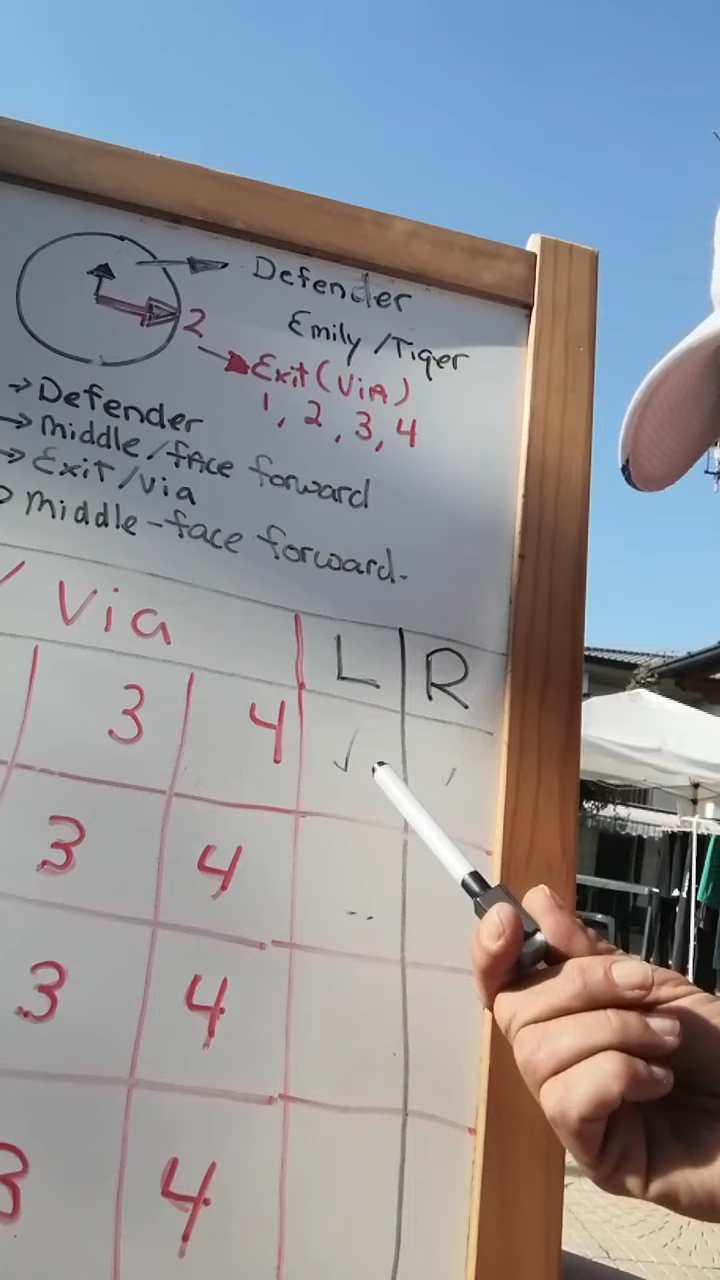 Defender
Emily/Tiger
2
Exit (ViA)
1, 2, 3, 4
→Defender
→middle/face forward
→Exit/via
middle-face forward.
/ Via L R
3 4 ✓ ✓
3 4
3 4
3 4